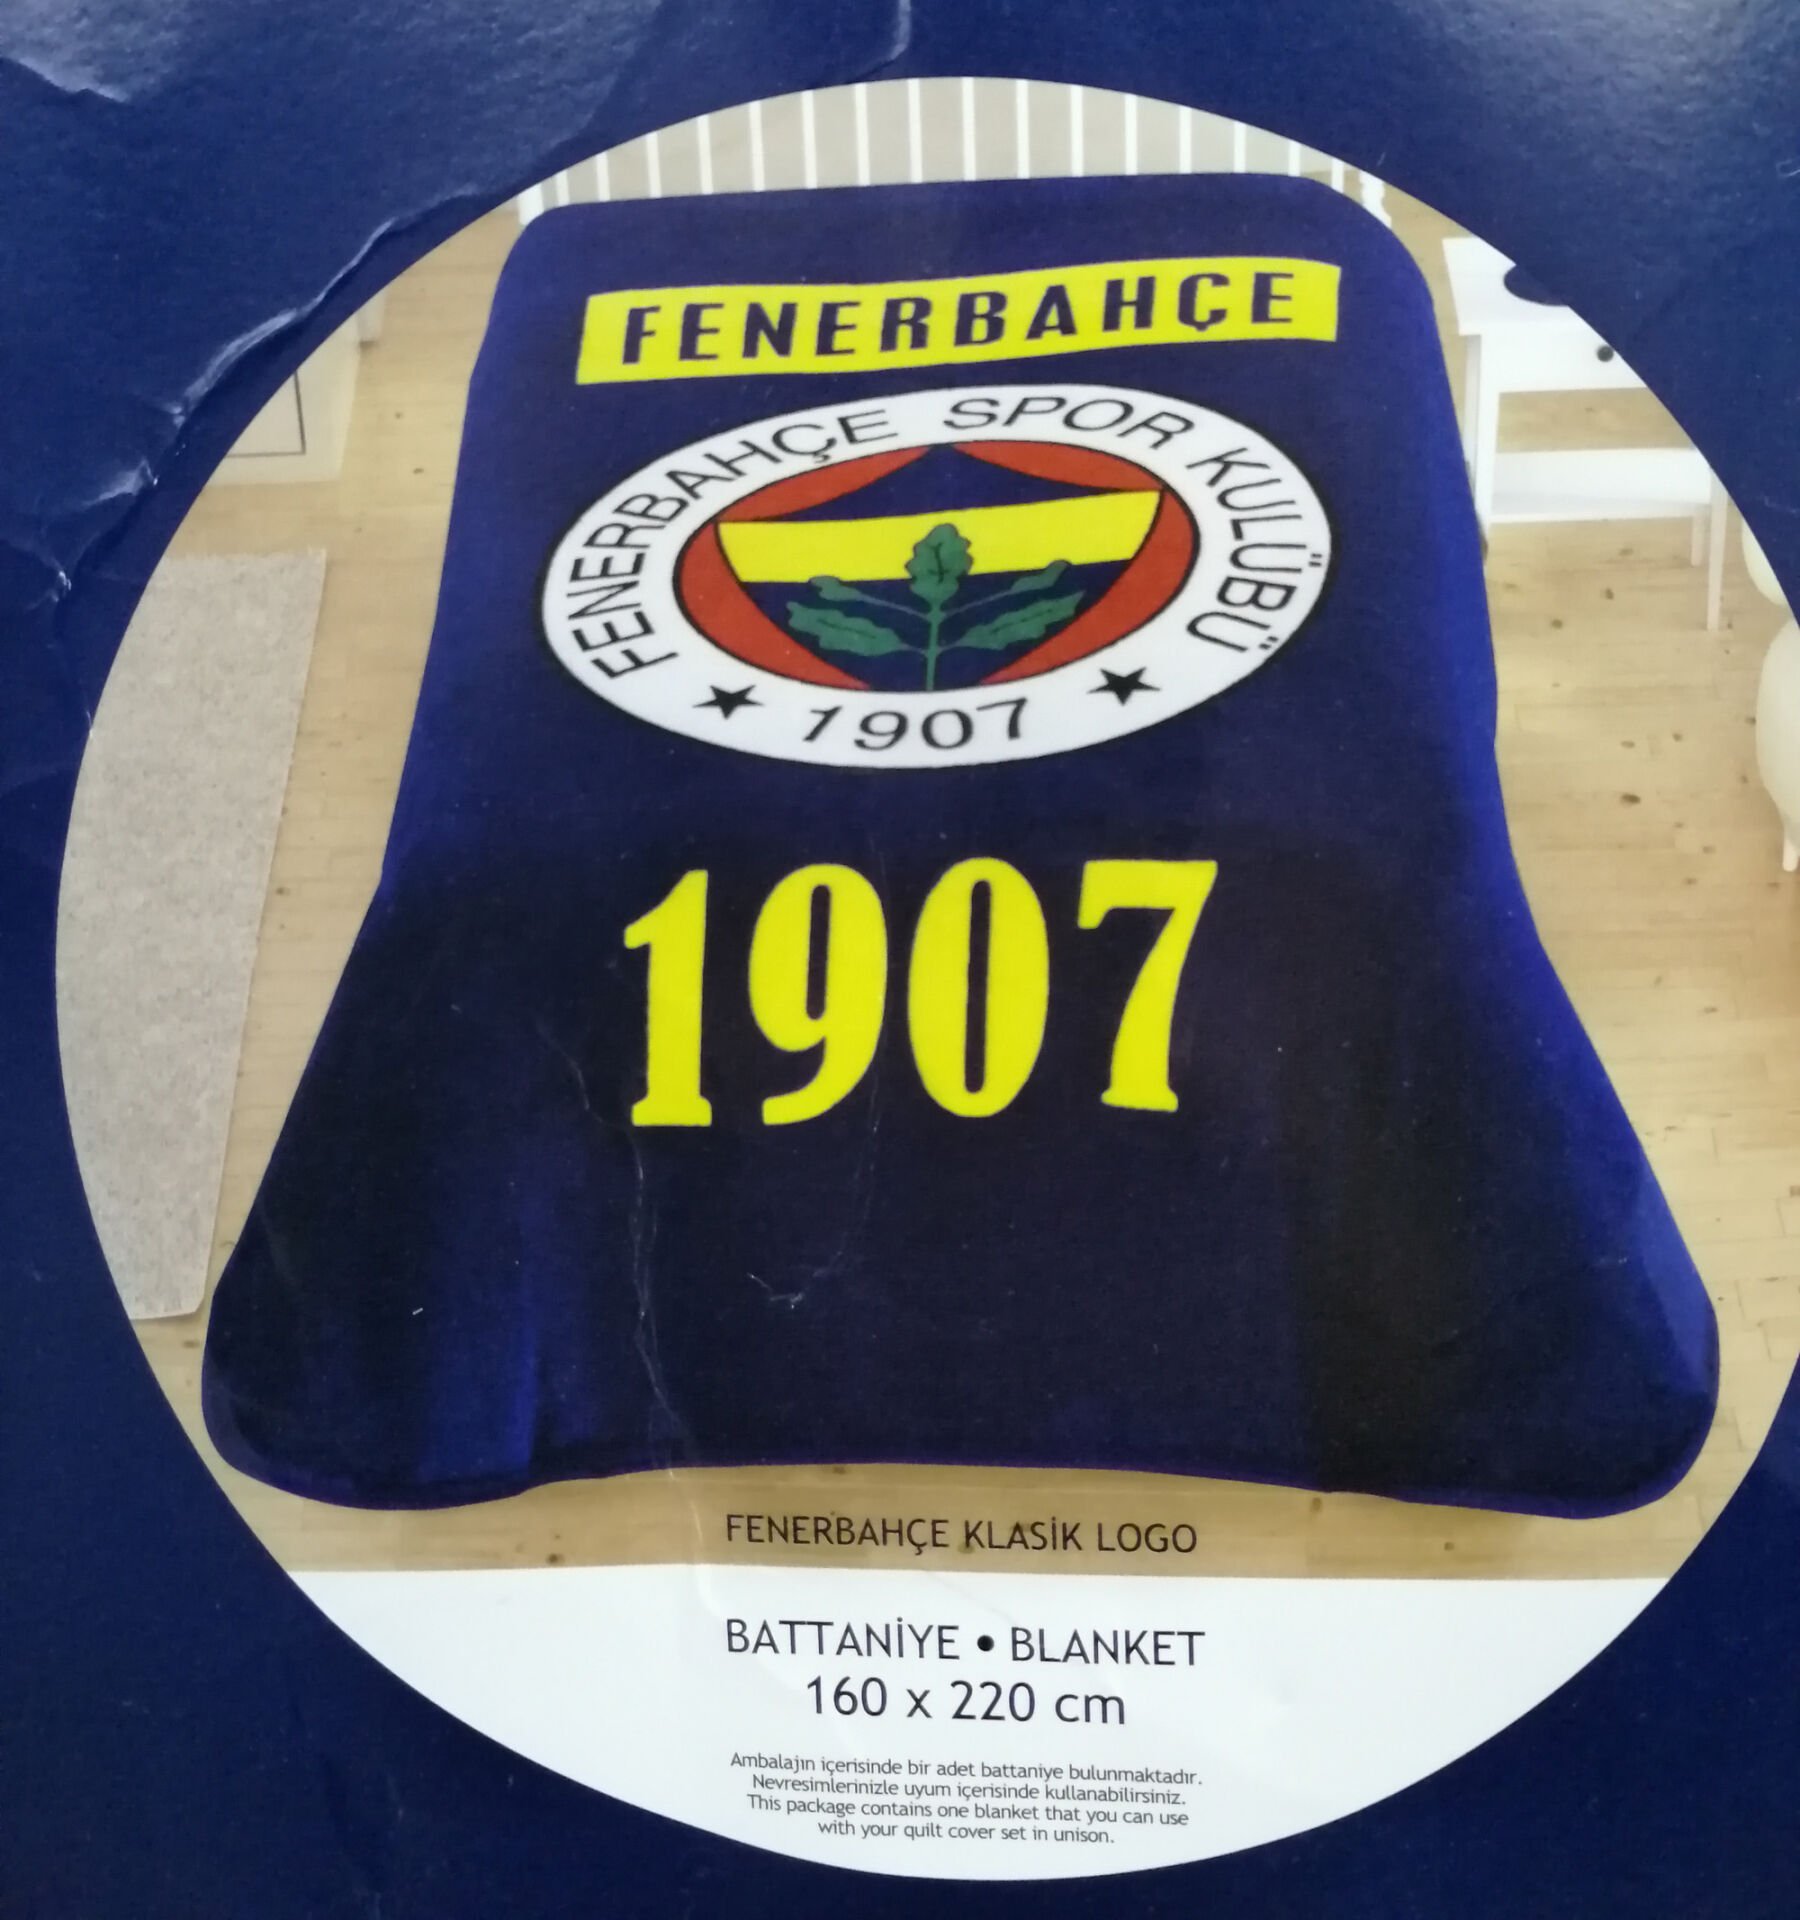 FENERBAHÇE
FENERBAHÇE SPOR KULÜBÜ
★ 1907 ★
1907
FENERBAHÇE KLASİK LOGO
BATTANİYE • BLANKET
160 x 220 cm
Ambalajın içerisinde bir adet battaniye bulunmaktadır.
Nevresimlerinizle uyum içerisinde kullanabilirsiniz.
This package contains one blanket that you can use
with your quilt cover set in unison.